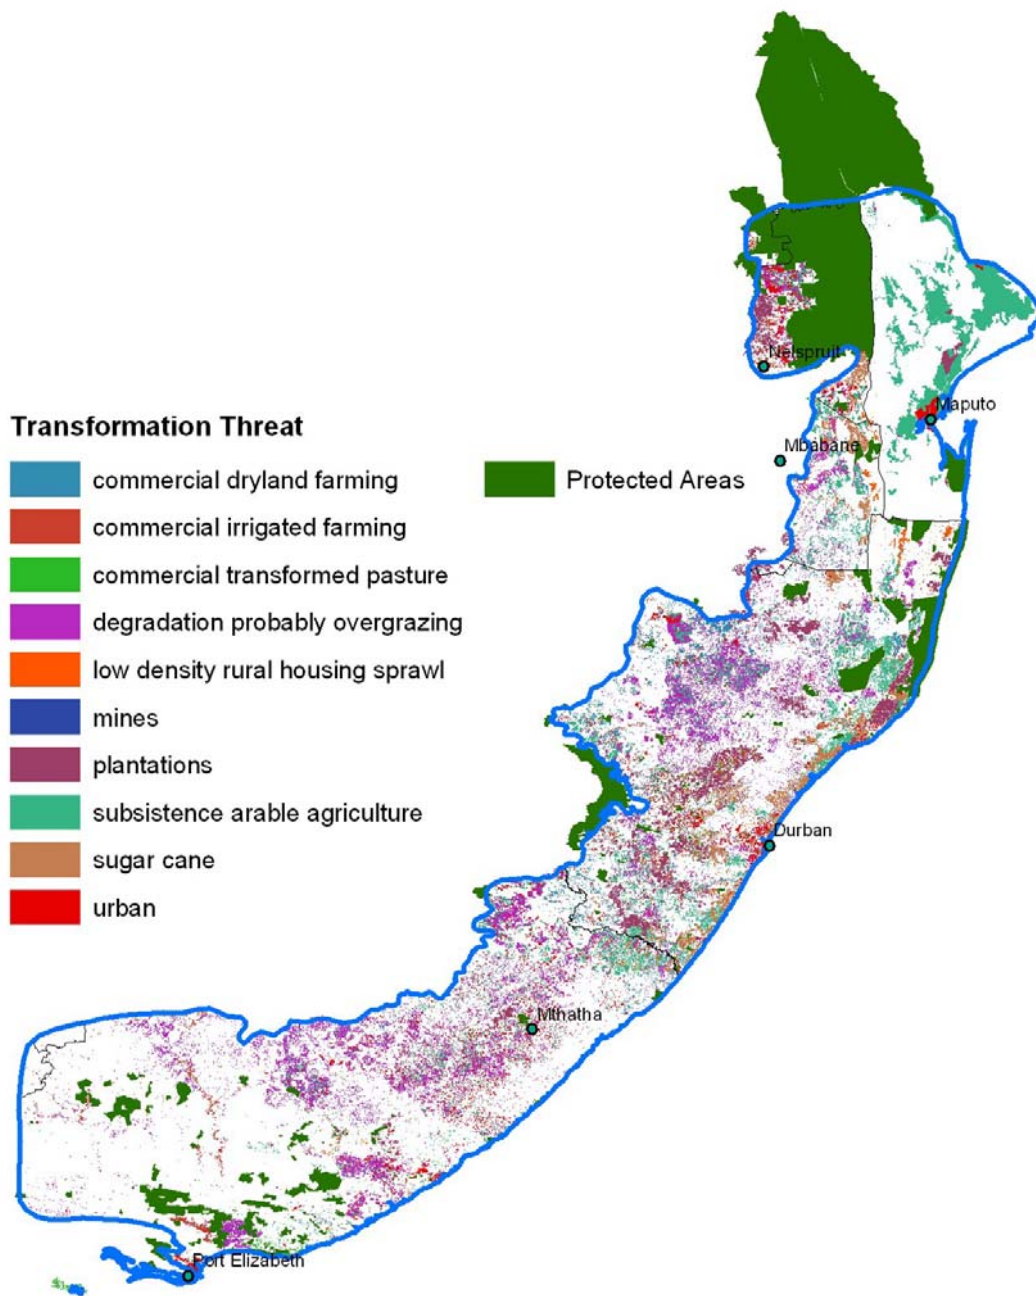 Nelspruit
Maputo
Transformation Threat
Mbabane
commercial dryland farming
Protected Areas
commercial irrigated farming
commercial transformed pasture
degradation probably overgrazing
low density rural housing sprawl
mines
plantations
subsistence arable agriculture
Durban
sugar cane
urban
Mthatha
Port Elizabeth